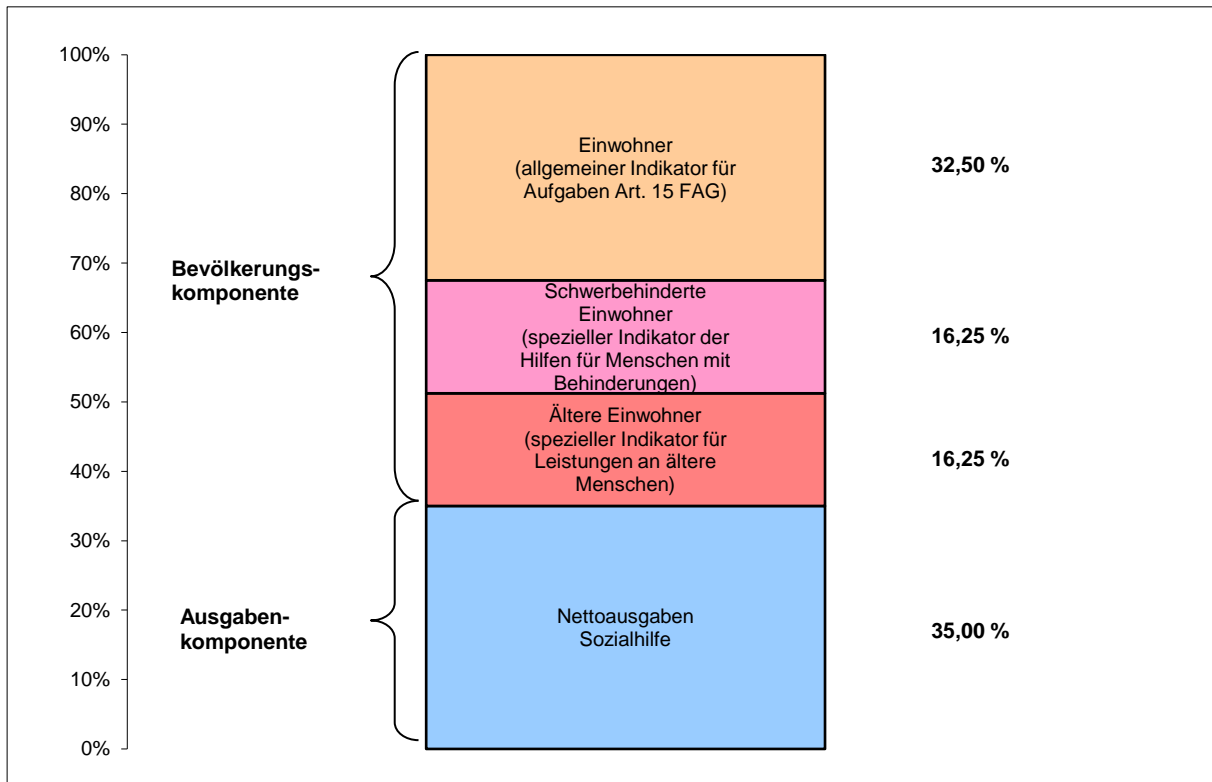 100%
90%
80%
70%
60%
50%
40%
30%
20%
10%
0%
Bevölkerungs-
komponente
Ausgaben-
komponente
Einwohner
(allgemeiner Indikator für
Aufgaben Art. 15 FAG)
32,50 %
Schwerbehinderte
Einwohner
(spezieller Indikator der
Hilfen für Menschen mit
Behinderungen)
16,25 %
Ältere Einwohner
(spezieller Indikator für
Leistungen an ältere
Menschen)
16,25 %
Nettoausgaben
Sozialhilfe
35,00 %